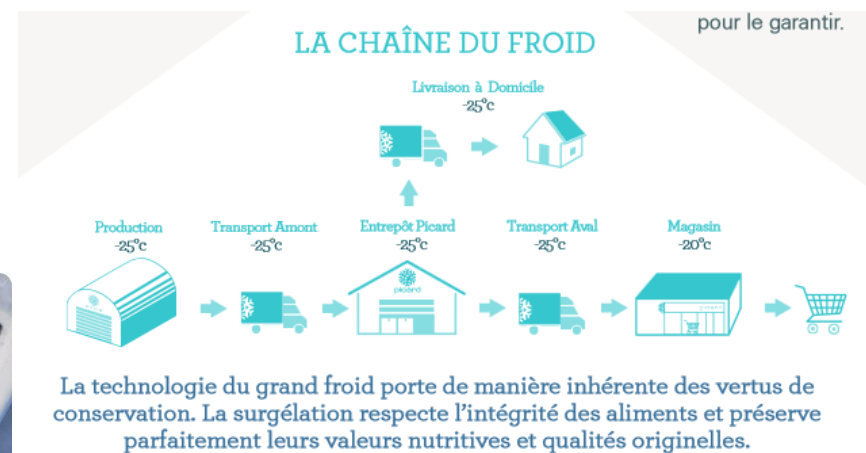 pour le garantir.
LA CHAÎNE DU FROID
Livraison à Domicile
-25°c
Production
-25°c
Transport Amont
-25°c
Entrepôt Picard
-25°c
Transport Aval
-25°c
Magasin
-20°c
picard
La technologie du grand froid porte de manière inhérente des vertus de
conservation. La surgélation respecte l'intégrité des aliments et préserve
parfaitement leurs valeurs nutritives et qualités originelles.